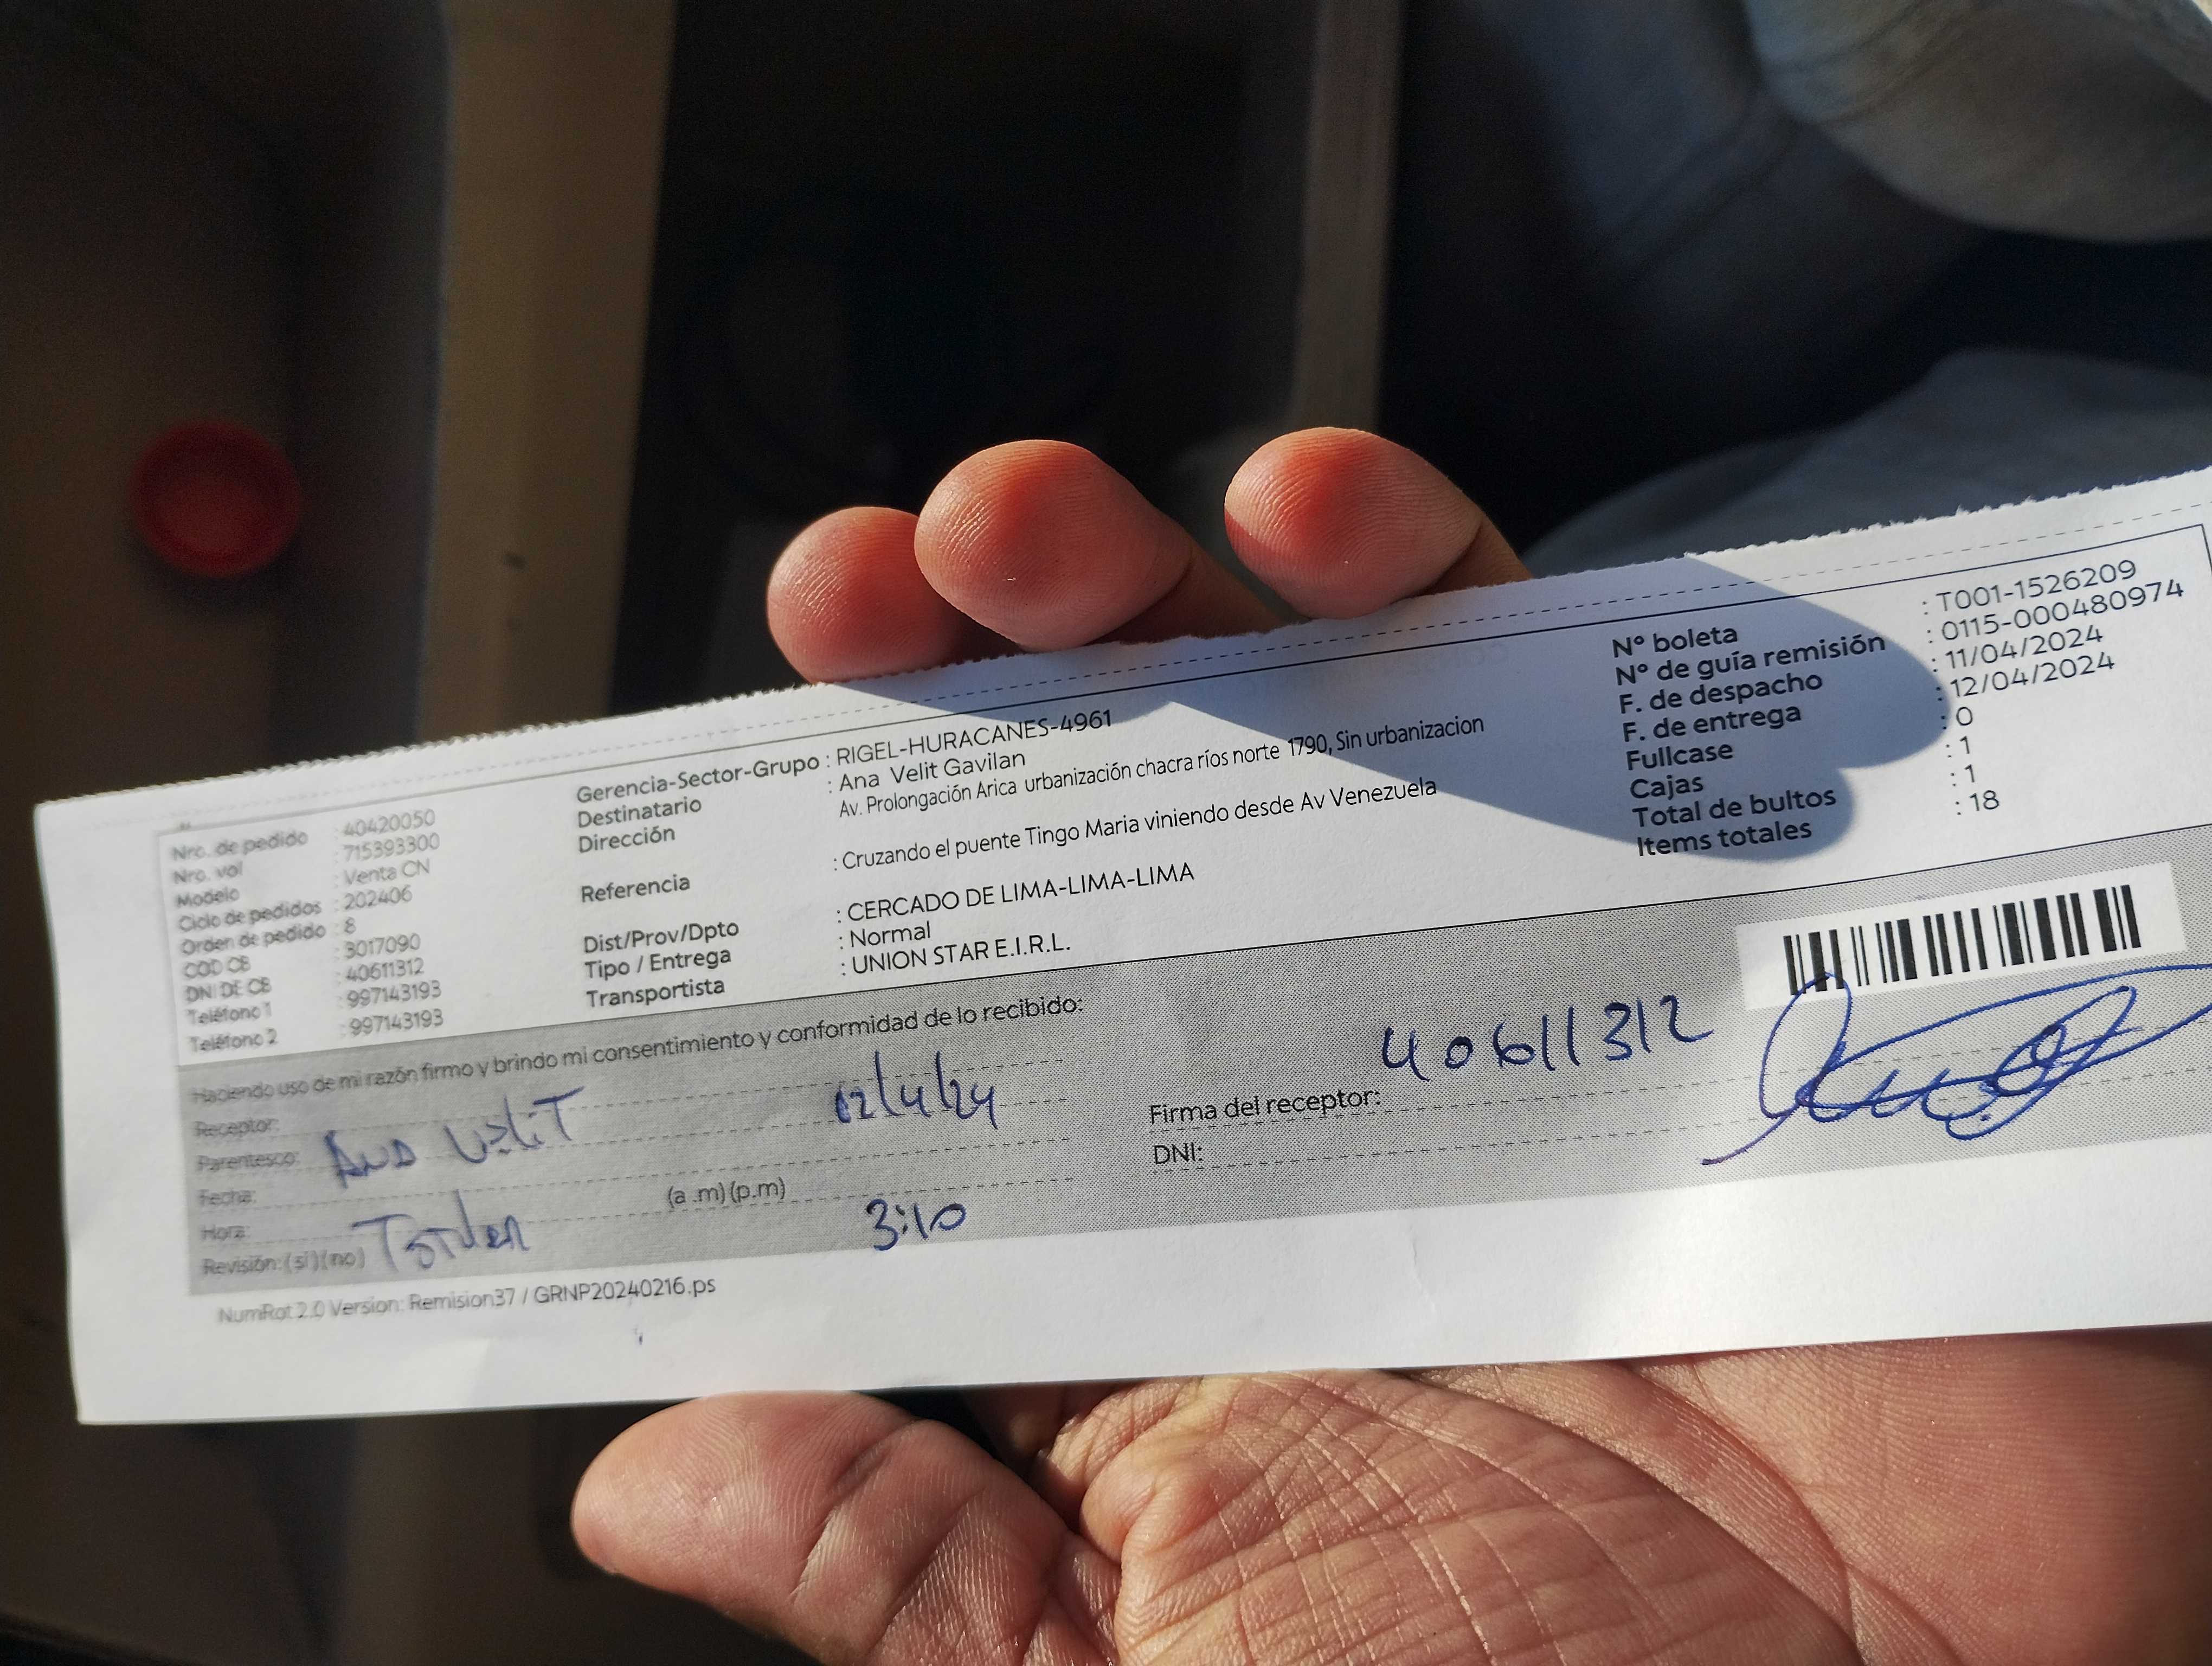 Nro. de pedido : 40420050
Nro. vol : 715393300
Modelo : Venta CN
Ciclo de pedidos : 202406
Orden de pedido : 8
COD CB : 3017090
DNI DE CB : 40611312
Teléfono 1 : 997143193
Teléfono 2 : 997143193
Gerencia-Sector-Grupo : RIGEL-HURACANES-4961
Destinatario : Ana Velit Gavilan
Dirección Av. Prolongación Arica urbanización chacra ríos norte 1790, Sin urbanizacion
Referencia : Cruzando el puente Tingo Maria viniendo desde Av Venezuela
Dist/Prov/Dpto : CERCADO DE LIMA-LIMA-LIMA
Tipo / Entrega : Normal
Transportista : UNION STAR E.I.R.L.
N° boleta : T001-1526209
N° de guía remisión : 0115-000480974
F. de despacho : 11/04/2024
F. de entrega : 12/04/2024
Fullcase : 0
Cajas : 1
Total de bultos : 1
Items totales : 18
Haciendo uso de mi razón firmo y brindo mi consentimiento y conformidad de lo recibido:
Receptor:
Parentesco: Ana Velit 12/4/24
Fecha:
Hora: (a .m) (p.m)
Revisión: (si) (no) Titular 3:10
Firma del receptor: 40611312
DNI:
NumRot 2.0 Version: Remision37 / GRNP20240216.ps